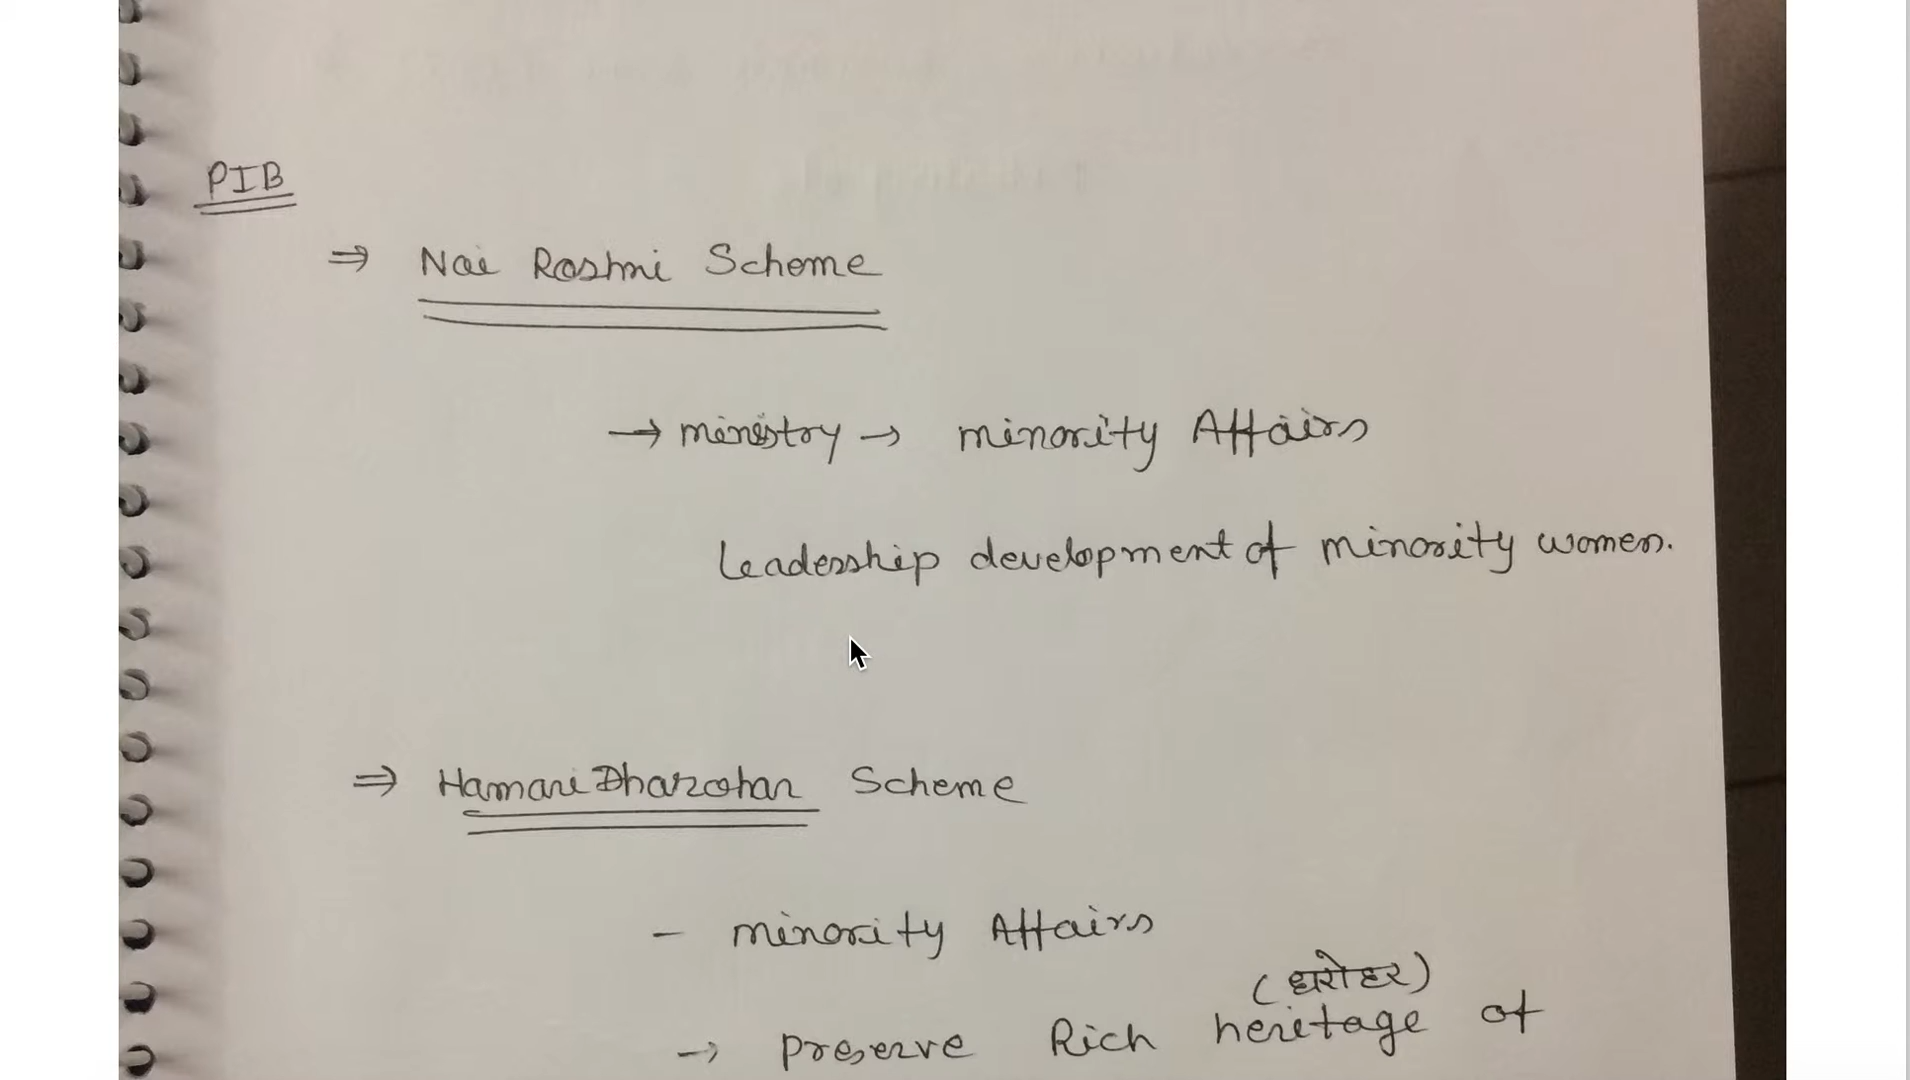 PIB
⇒ Nai Roshni Scheme
→ ministry → minority Affairs
Leadership development of minority women.
⇒ Hamari Dharohar Scheme
- minority Affairs
(धरोहर)
→ preserve Rich heritage of